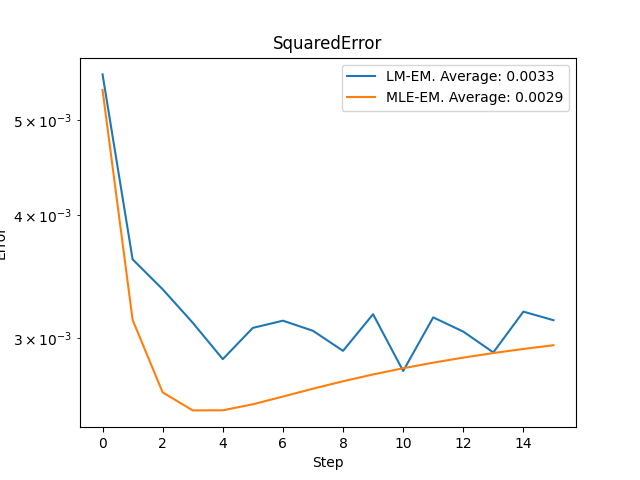 SquaredError
LM-EM. Average: 0.0033
MLE-EM. Average: 0.0029
5 × 10⁻³
4 × 10⁻³
3 × 10⁻³
Error
0 2 4 6 8 10 12 14
Step